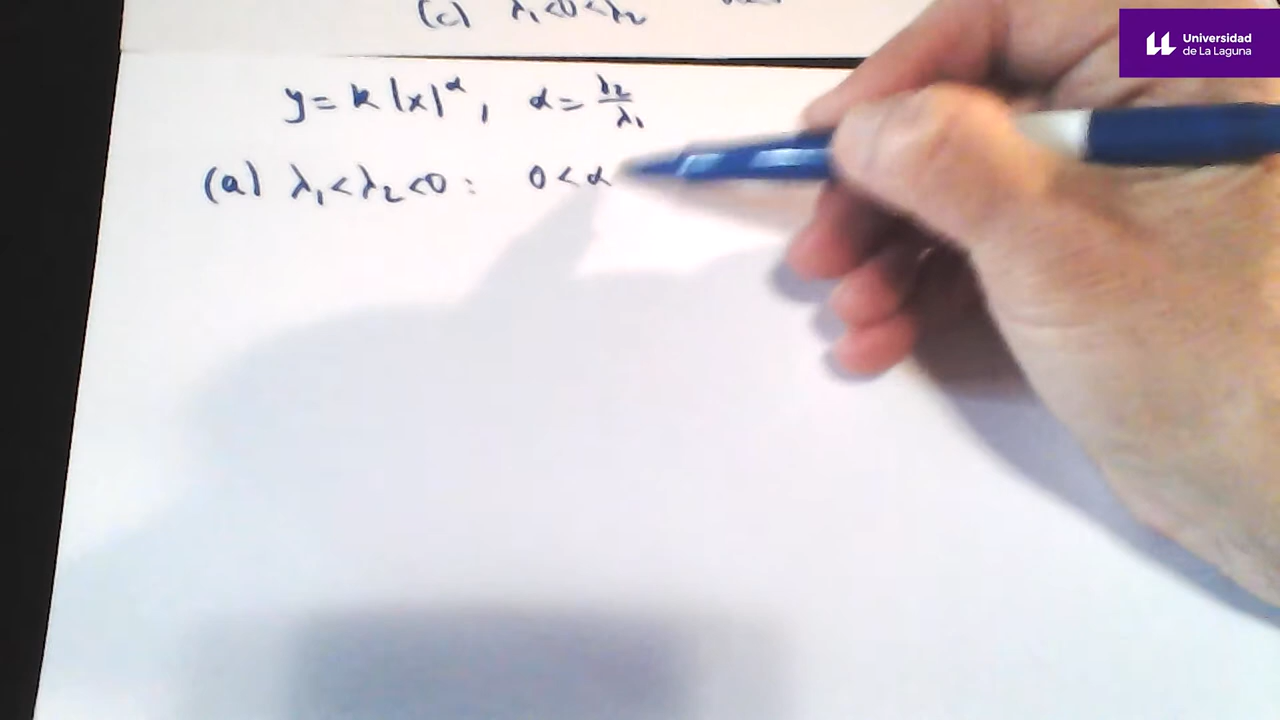 (c) λ₁<0<λ₂
Universidad
de La Laguna
y = k |x|^α, α = λ₂/λ₁
(a) λ₁<λ₂<0: 0<α